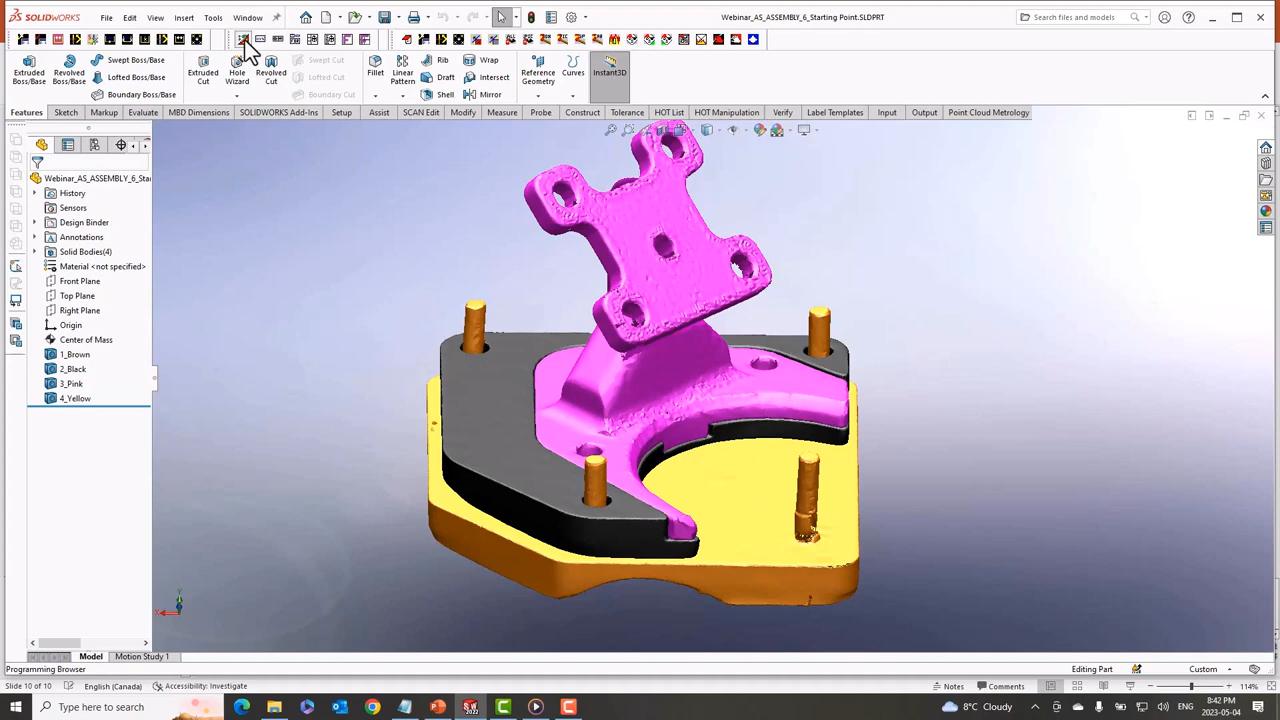 SOLIDWORKS File Edit View Insert Tools Window Webinar_AS_ASSEMBLY_6_Starting Point.SLDPRT Search files and models
Extruded Boss/Base
Revolved Boss/Base
Swept Boss/Base
Lofted Boss/Base
Boundary Boss/Base
Extruded Cut
Hole Wizard
Revolved Cut
Swept Cut
Lofted Cut
Boundary Cut
Fillet
Linear Pattern
Rib
Draft
Shell
Wrap
Intersect
Mirror
Reference Geometry
Curves
Instant3D
Features Sketch Markup Evaluate MBD Dimensions SOLIDWORKS Add-Ins Setup Assist SCAN Edit Modify Measure Probe Construct Tolerance HOT List HOT Manipulation Verify Label Templates Input Output Point Cloud Metrology
Webinar_AS_ASSEMBLY_6_Star
History
Sensors
Design Binder
Annotations
Solid Bodies(4)
Material <not specified>
Front Plane
Top Plane
Right Plane
Origin
Center of Mass
1_Brown
2_Black
3_Pink
4_Yellow
Model Motion Study 1
Programming Browser Editing Part Custom
Slide 10 of 10 English (Canada) Accessibility: Investigate Notes Comments 114%
Type here to search 8°C Cloudy ENG 8:42 PM
2023-05-04